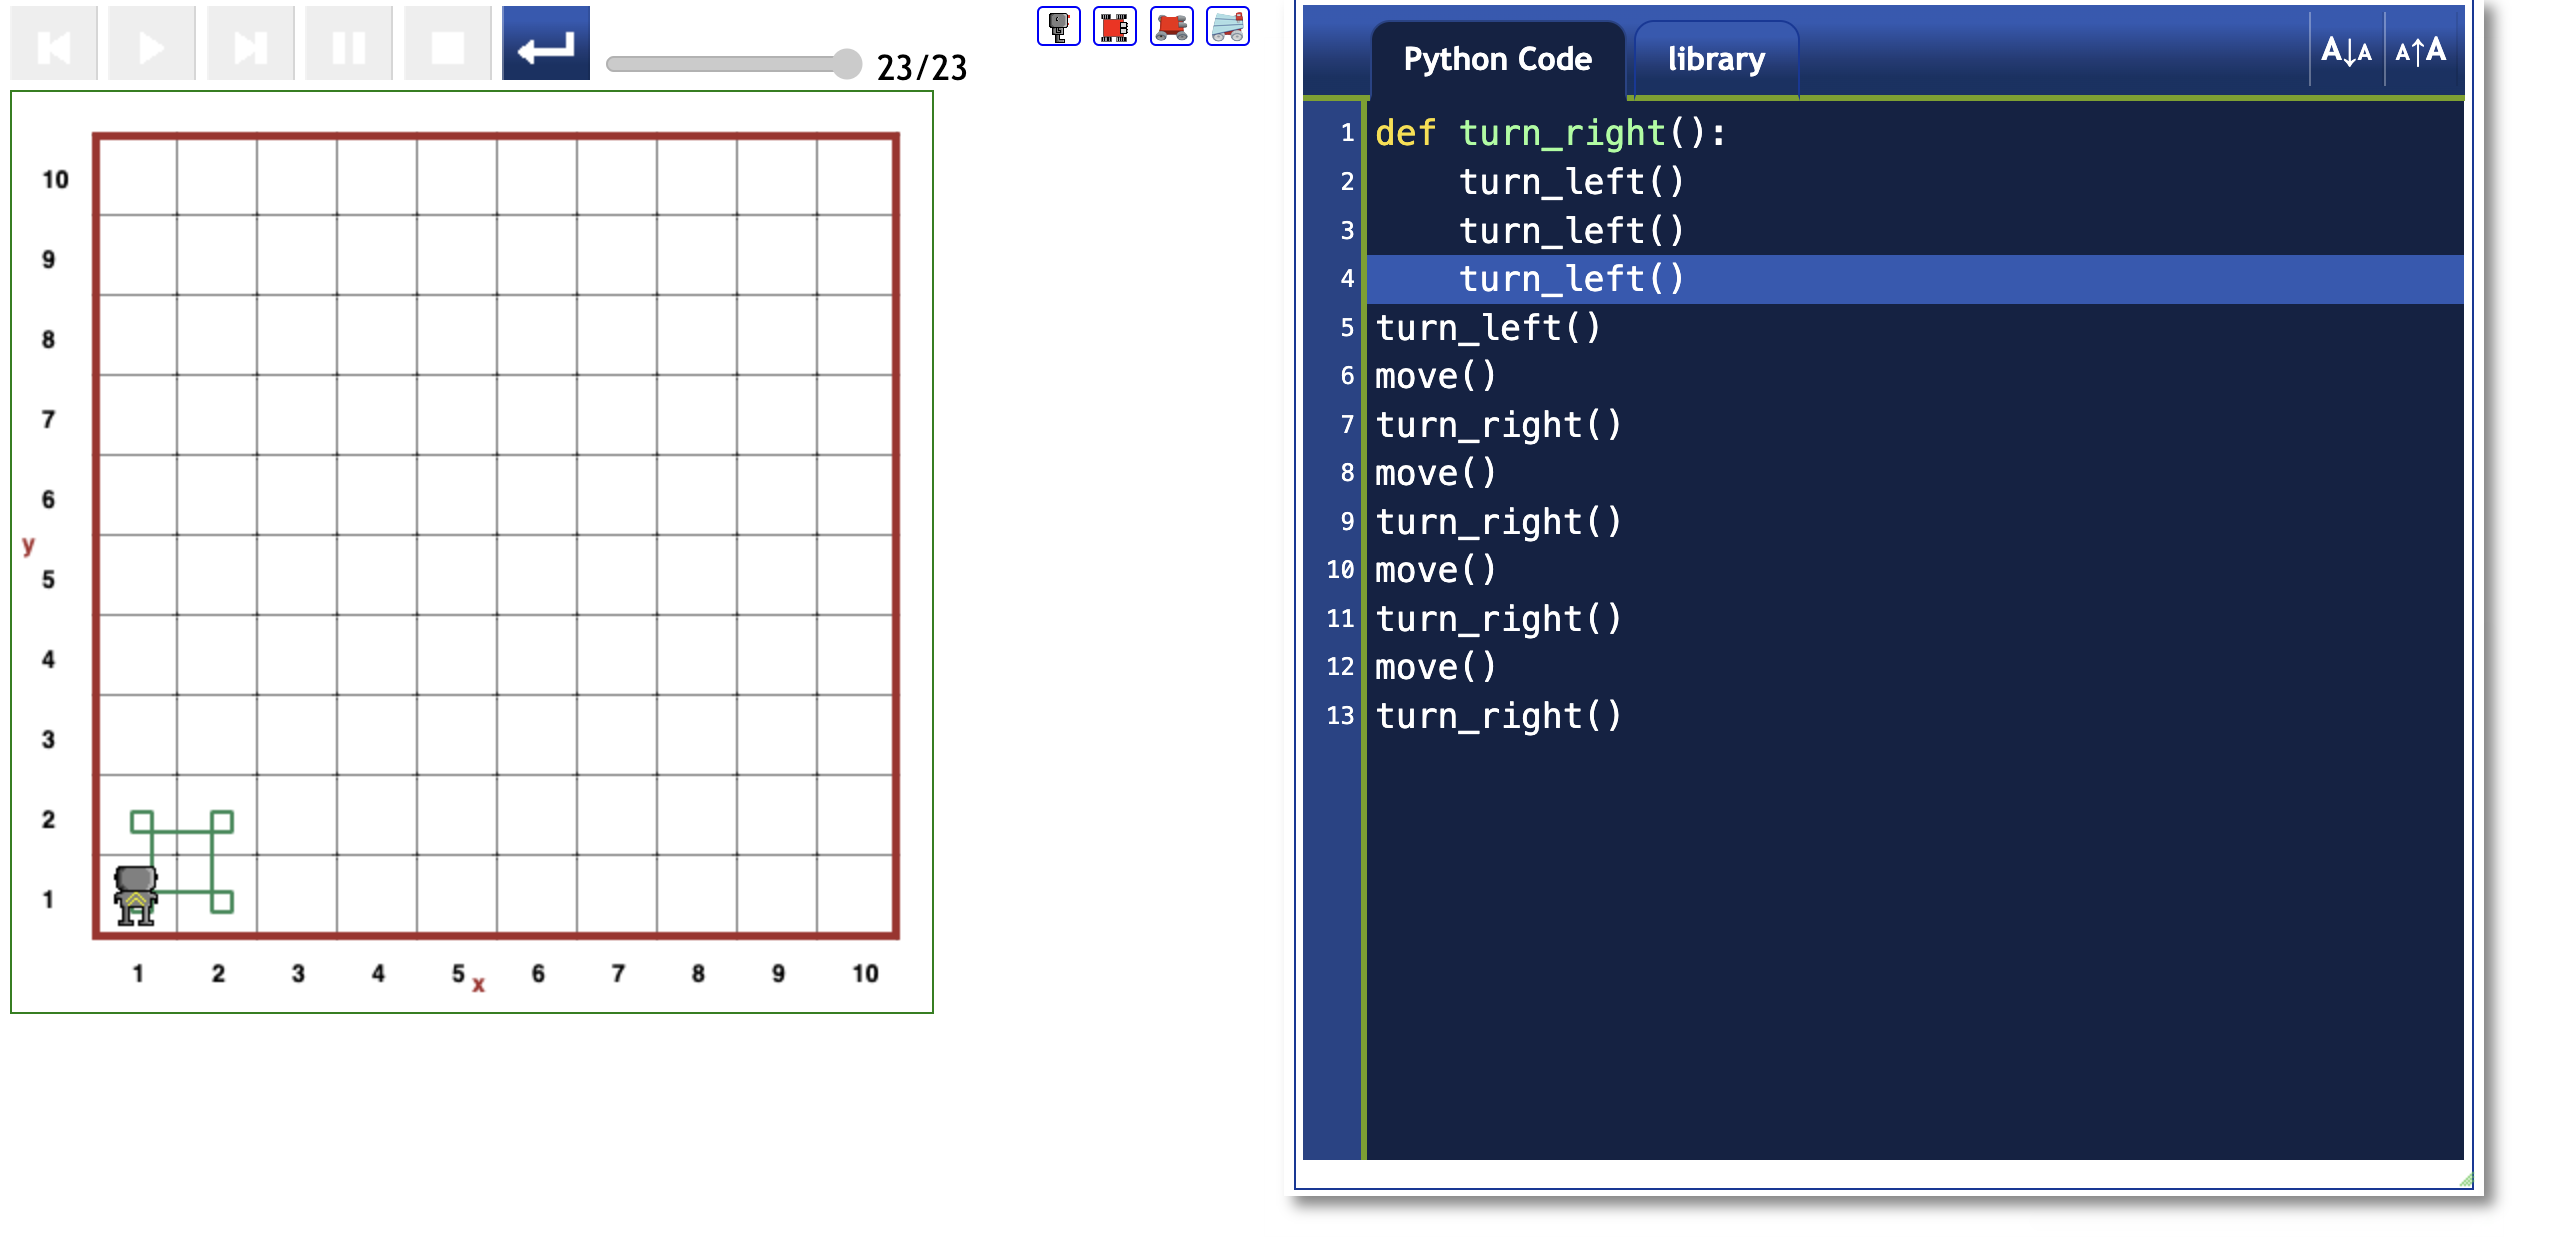 23/23
10
9
8
7
6
y
5
4
3
2
1
1 2 3 4 5 x 6 7 8 9 10
Python Code library A↓A A↑A
1 def turn_right():
2     turn_left()
3     turn_left()
4     turn_left()
5 turn_left()
6 move()
7 turn_right()
8 move()
9 turn_right()
10 move()
11 turn_right()
12 move()
13 turn_right()